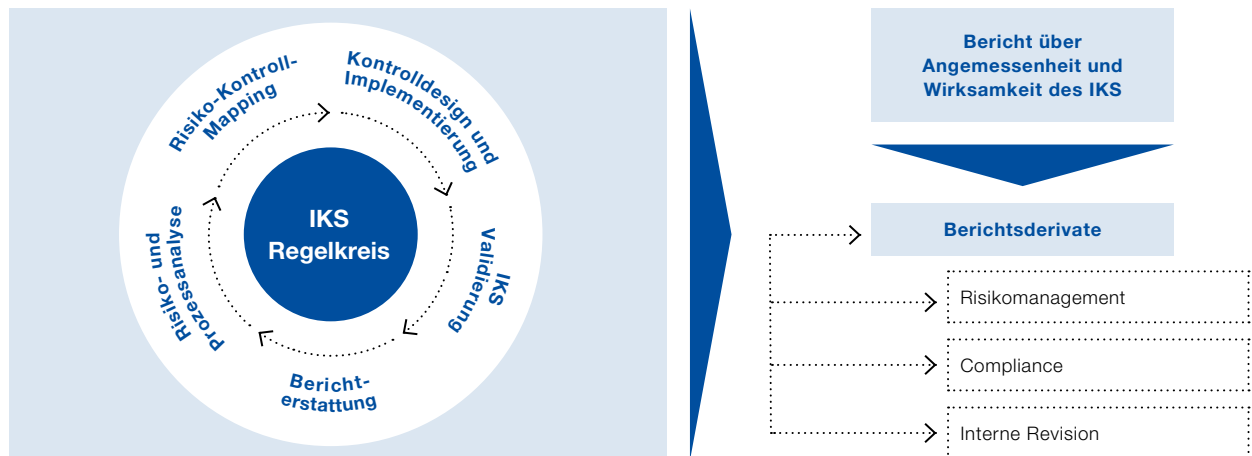 Risiko-Kontroll-
Mapping
Kontrolldesign und
Implementierung
IKS
Validierung
Bericht-
erstattung
Risiko- und
Prozessanalyse
IKS
Regelkreis
Bericht über
Angemessenheit und
Wirksamkeit des IKS
Berichtsderivate
Risikomanagement
Compliance
Interne Revision